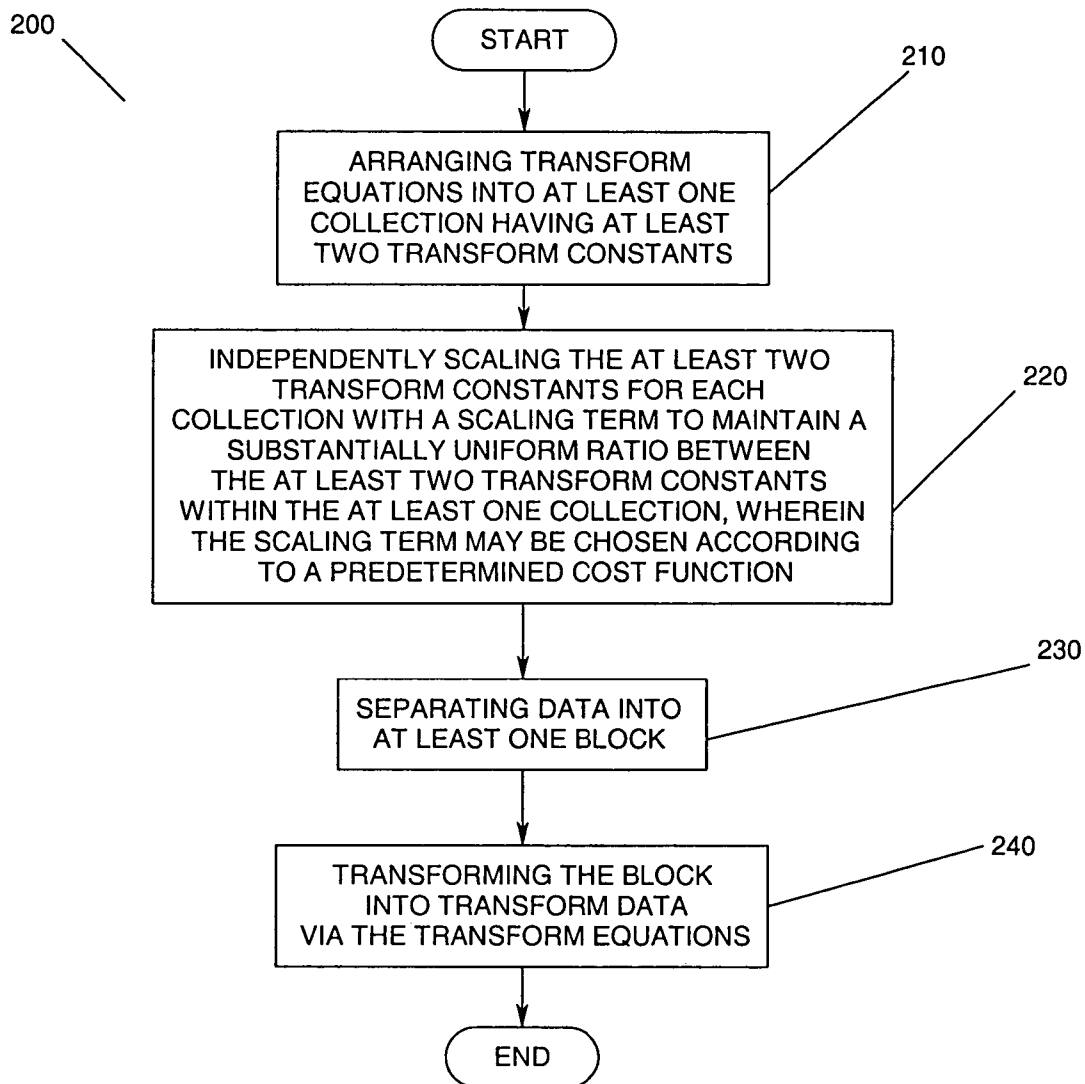 200
START
210
ARRANGING TRANSFORM
EQUATIONS INTO AT LEAST ONE
COLLECTION HAVING AT LEAST
TWO TRANSFORM CONSTANTS
INDEPENDENTLY SCALING THE AT LEAST TWO
TRANSFORM CONSTANTS FOR EACH
COLLECTION WITH A SCALING TERM TO MAINTAIN A
SUBSTANTIALLY UNIFORM RATIO BETWEEN
THE AT LEAST TWO TRANSFORM CONSTANTS
WITHIN THE AT LEAST ONE COLLECTION, WHEREIN
THE SCALING TERM MAY BE CHOSEN ACCORDING
TO A PREDETERMINED COST FUNCTION
220
SEPARATING DATA INTO
AT LEAST ONE BLOCK
230
TRANSFORMING THE BLOCK
INTO TRANSFORM DATA
VIA THE TRANSFORM EQUATIONS
240
END